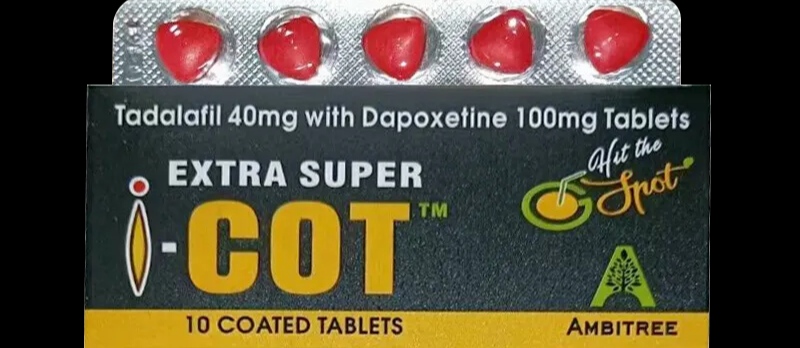 Tadalafil 40mg with Dapoxetine 100mg Tablets
EXTRA SUPER
i-COT™
Hit the
G Spot
10 COATED TABLETS
AMBITREE